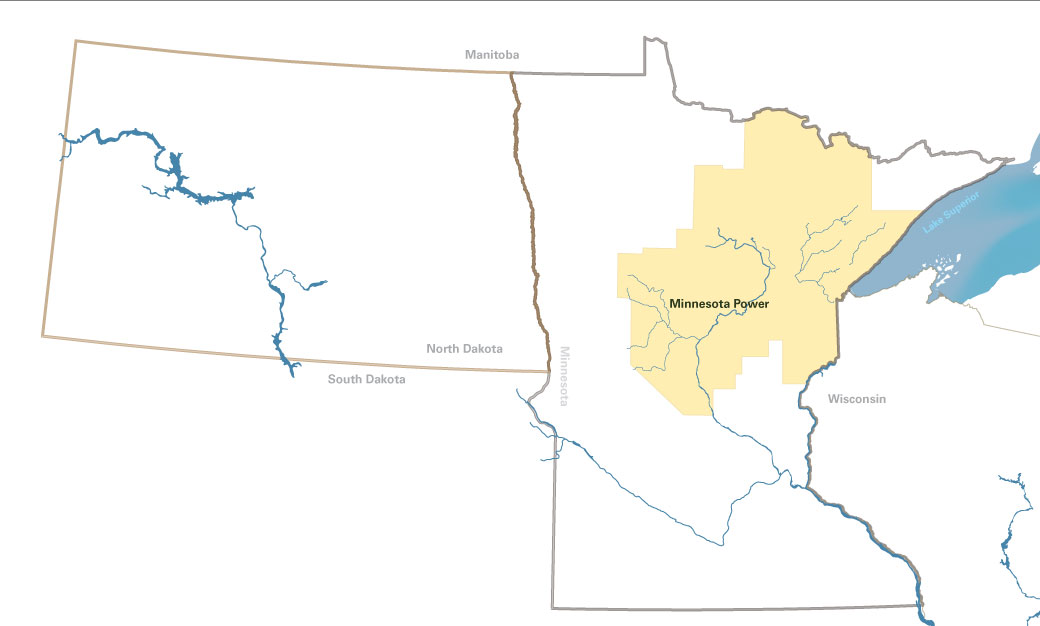 Manitoba
Lake Superior
Minnesota Power
North Dakota
Minnesota
South Dakota
Wisconsin